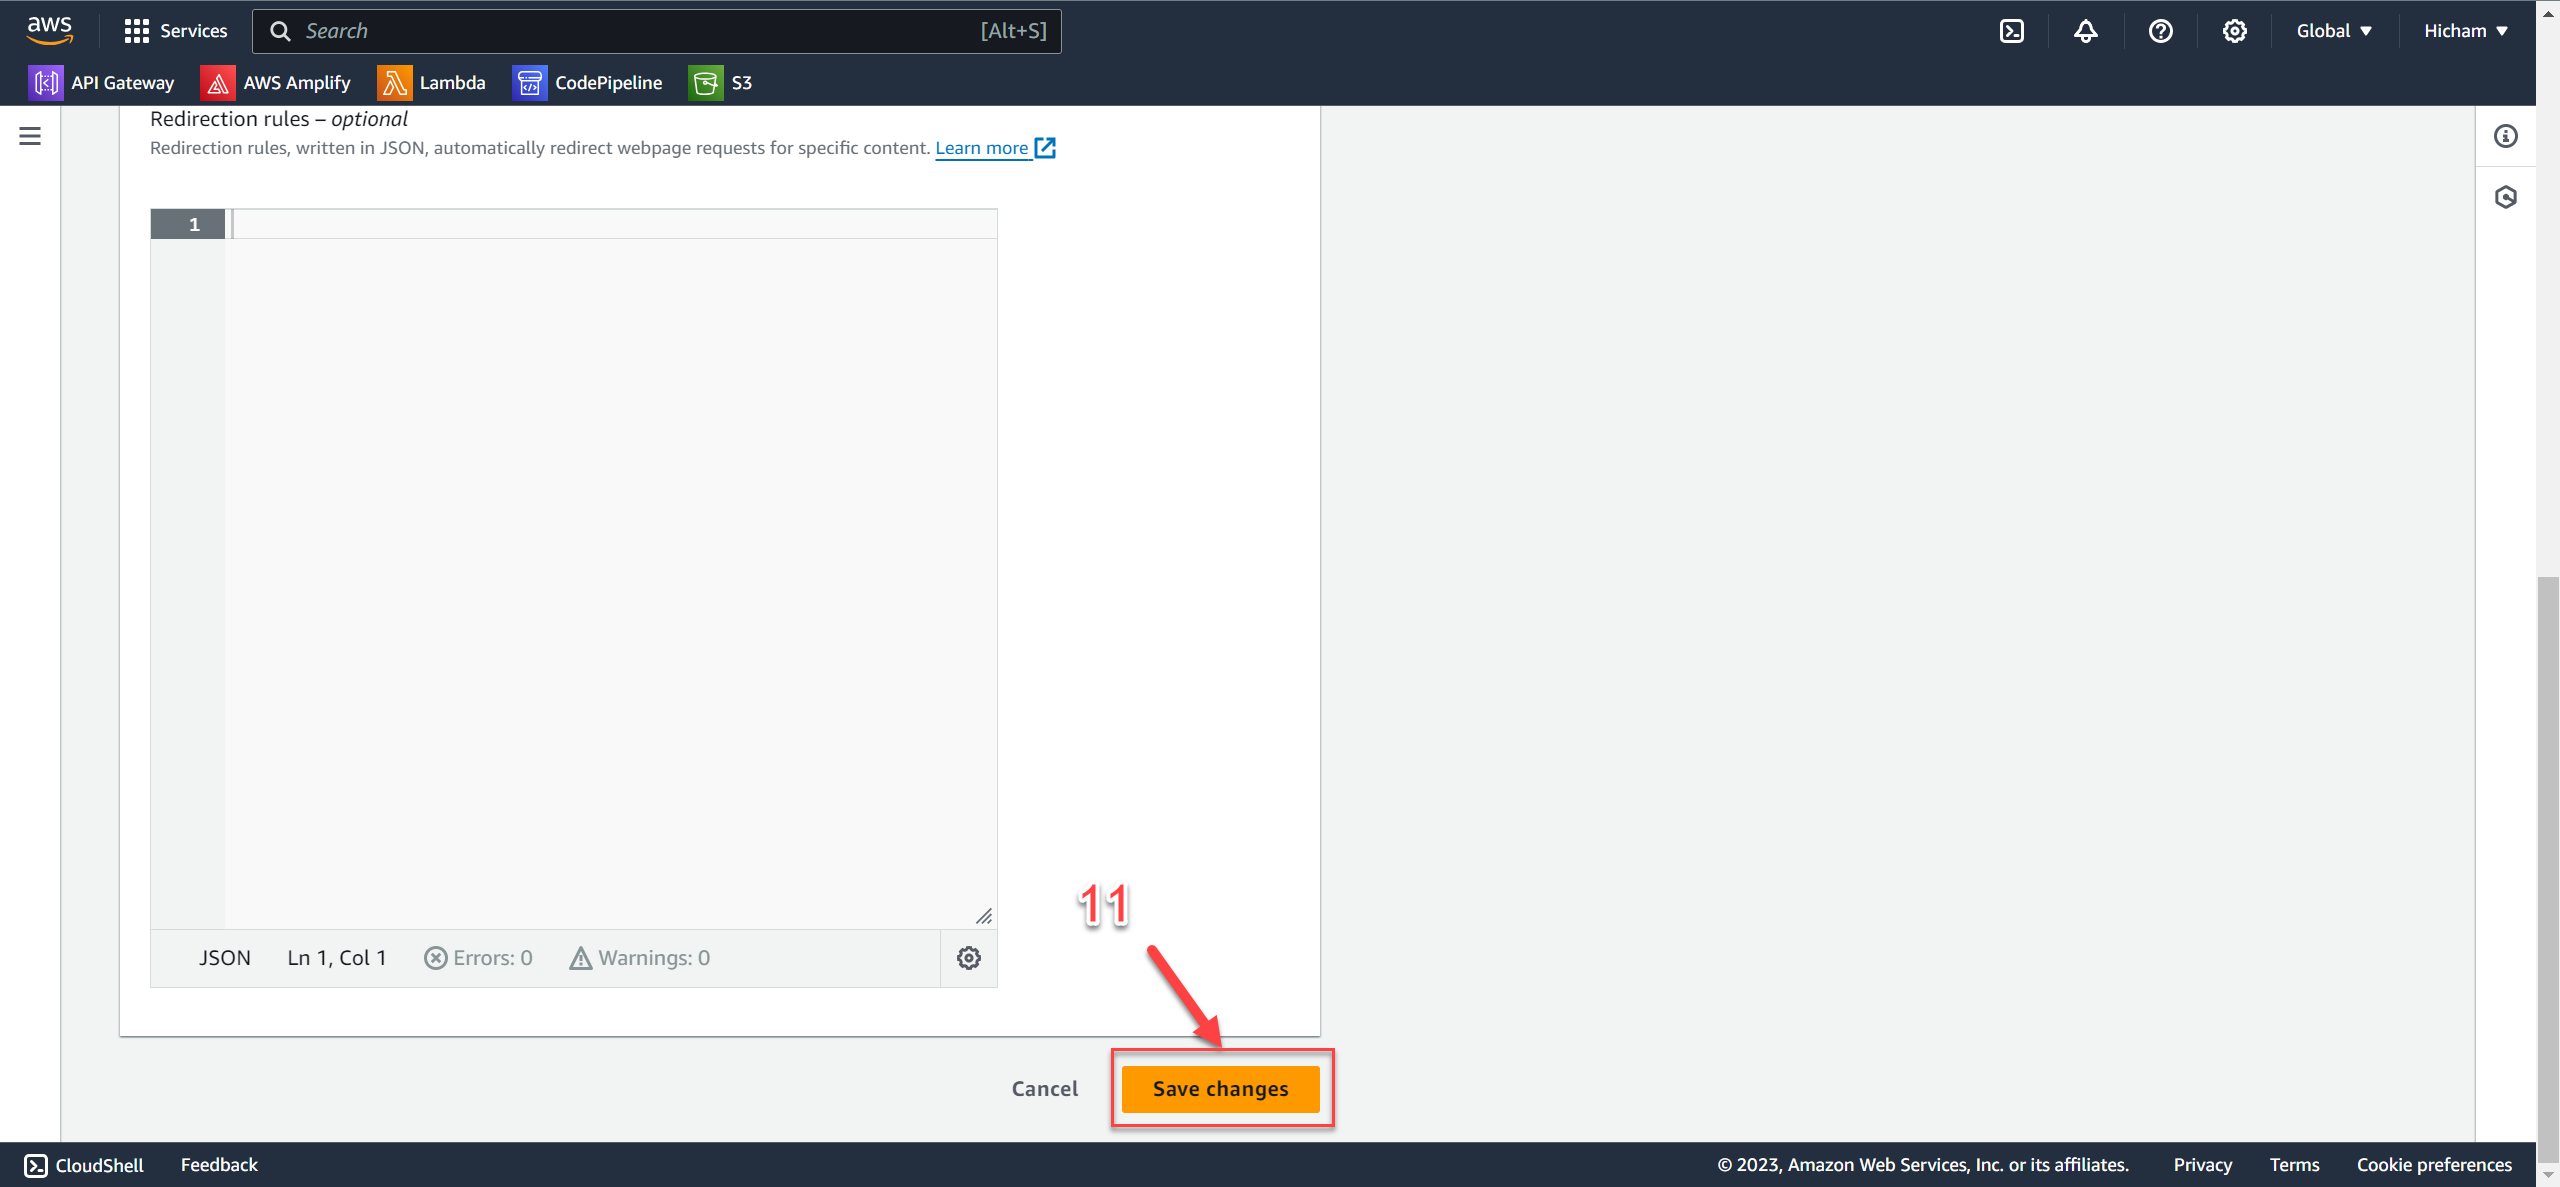 aws
Services
Search
[Alt+S]
Global
Hicham
API Gateway
AWS Amplify
Lambda
CodePipeline
S3
Redirection rules – optional
Redirection rules, written in JSON, automatically redirect webpage requests for specific content. Learn more
1
11
JSON
Ln 1, Col 1
Errors: 0
Warnings: 0
Cancel
Save changes
CloudShell
Feedback
© 2023, Amazon Web Services, Inc. or its affiliates.
Privacy
Terms
Cookie preferences